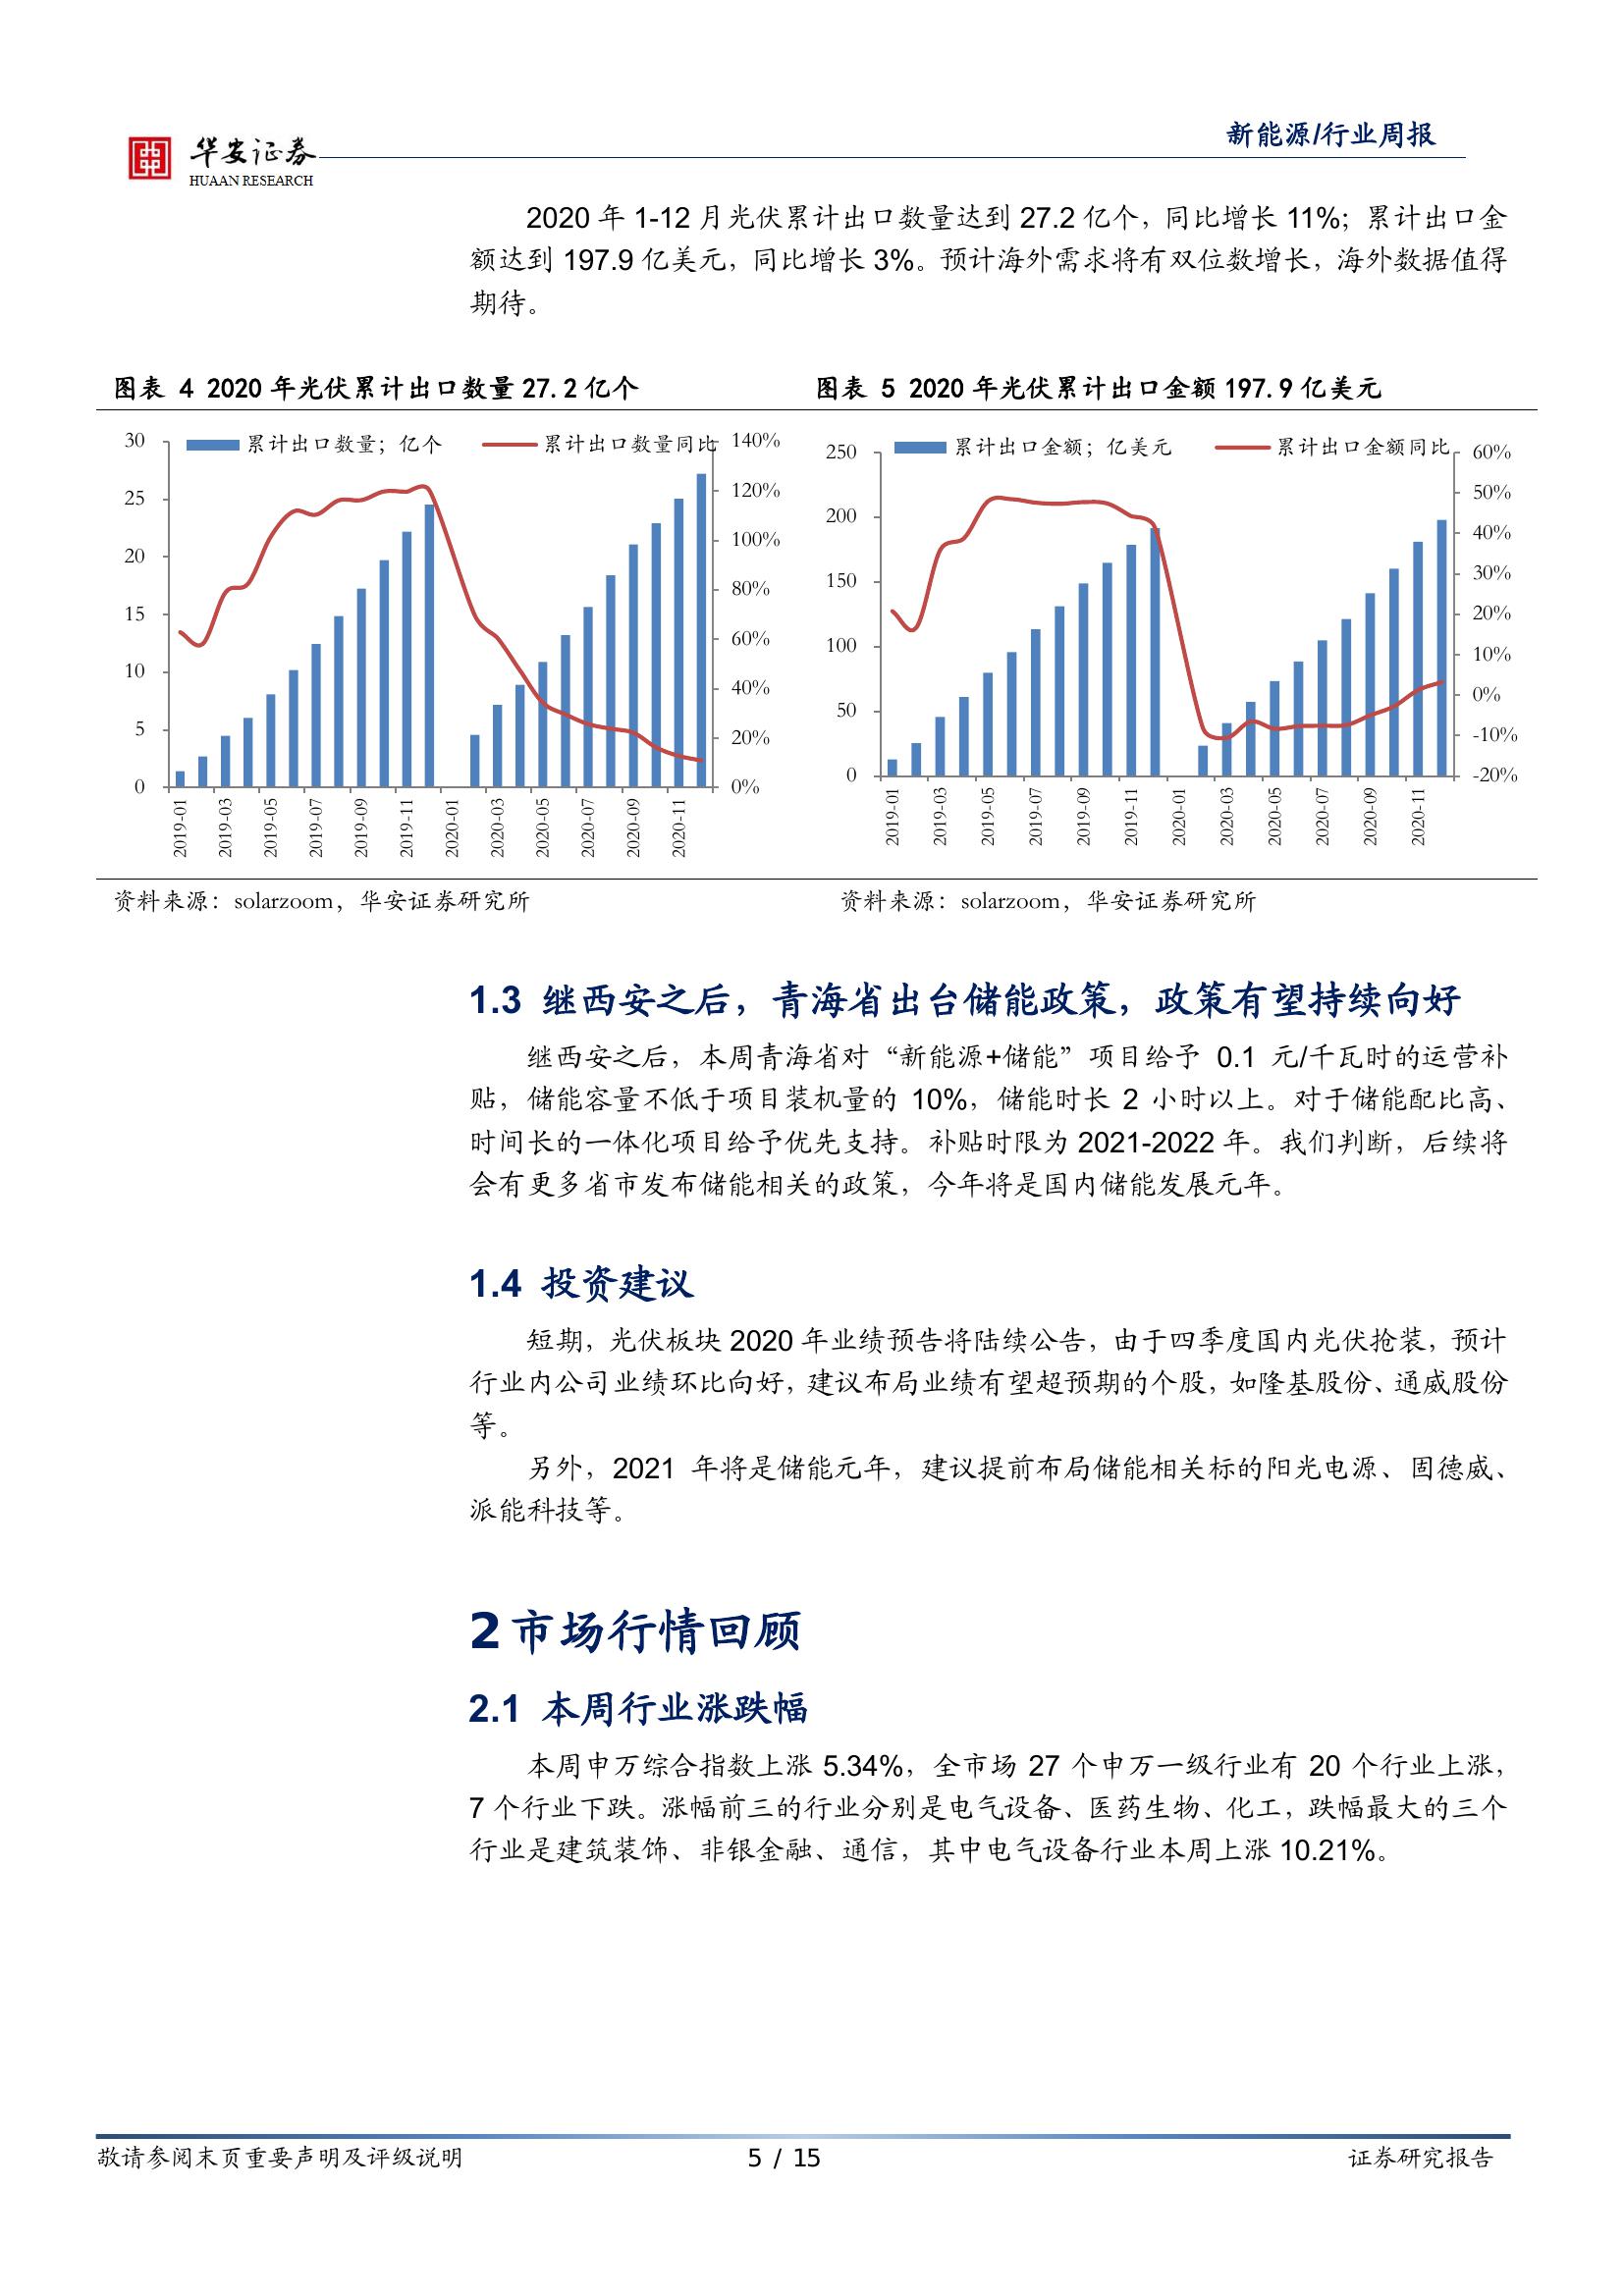 华安证券
HUAAN RESEARCH
新能源/行业周报
2020 年 1-12 月光伏累计出口数量达到 27.2 亿个，同比增长 11%；累计出口金
额达到 197.9 亿美元，同比增长 3%。预计海外需求将有双位数增长，海外数据值得
期待。
图表 4 2020 年光伏累计出口数量 27.2 亿个
累计出口数量；亿个
累计出口数量同比
30
25
20
15
10
5
0
140%
120%
100%
80%
60%
40%
20%
0%
2019-01
2019-03
2019-05
2019-07
2019-09
2019-11
2020-01
2020-03
2020-05
2020-07
2020-09
2020-11
资料来源：solarzoom，华安证券研究所
图表 5 2020 年光伏累计出口金额 197.9 亿美元
累计出口金额；亿美元
累计出口金额同比
250
200
150
100
50
0
60%
50%
40%
30%
20%
10%
0%
-10%
-20%
2019-01
2019-03
2019-05
2019-07
2019-09
2019-11
2020-01
2020-03
2020-05
2020-07
2020-09
2020-11
资料来源：solarzoom，华安证券研究所
1.3 继西安之后，青海省出台储能政策，政策有望持续向好
继西安之后，本周青海省对“新能源+储能”项目给予 0.1 元/千瓦时的运营补
贴，储能容量不低于项目装机量的 10%，储能时长 2 小时以上。对于储能配比高、
时间长的一体化项目给予优先支持。补贴时限为 2021-2022 年。我们判断，后续将
会有更多省市发布储能相关的政策，今年将是国内储能发展元年。
1.4 投资建议
短期，光伏板块 2020 年业绩预告将陆续公告，由于四季度国内光伏抢装，预计
行业内公司业绩环比向好，建议布局业绩有望超预期的个股，如隆基股份、通威股份
等。
另外，2021 年将是储能元年，建议提前布局储能相关标的阳光电源、固德威、
派能科技等。
2 市场行情回顾
2.1 本周行业涨跌幅
本周申万综合指数上涨 5.34%，全市场 27 个申万一级行业有 20 个行业上涨，
7 个行业下跌。涨幅前三的行业分别是电气设备、医药生物、化工，跌幅最大的三个
行业是建筑装饰、非银金融、通信，其中电气设备行业本周上涨 10.21%。
敬请参阅末页重要声明及评级说明
5 / 15
证券研究报告